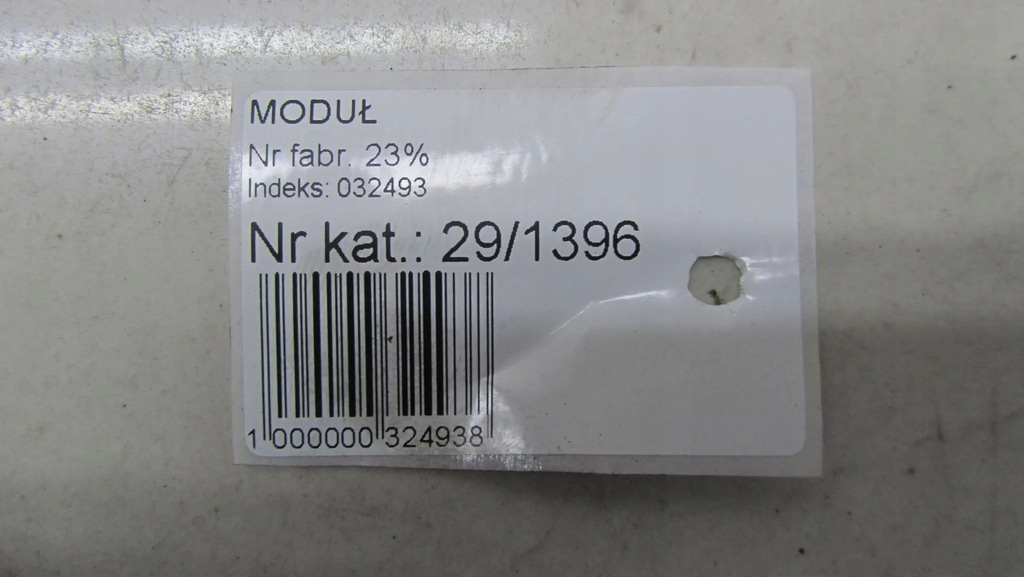 MODUŁ
Nr fabr. 23%
Indeks: 032493
Nr kat.: 29/1396
1 000000 324938